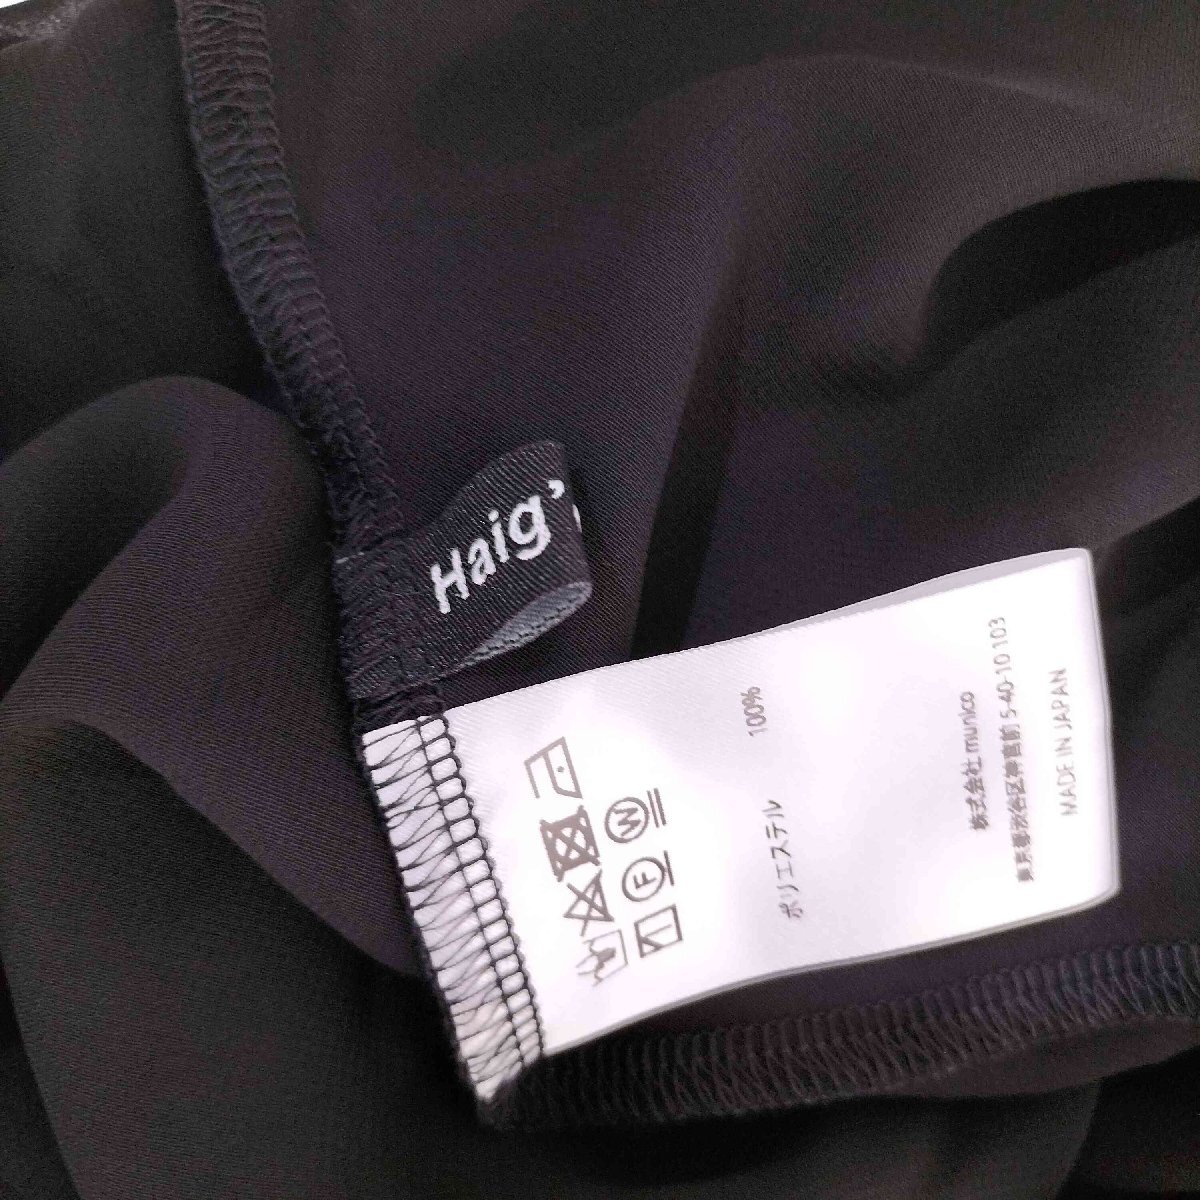 Haig'
W
F
ポリエステル 100%
株式会社 munico
東京都渋谷区神宮前 5-40-10 103
MADE IN JAPAN